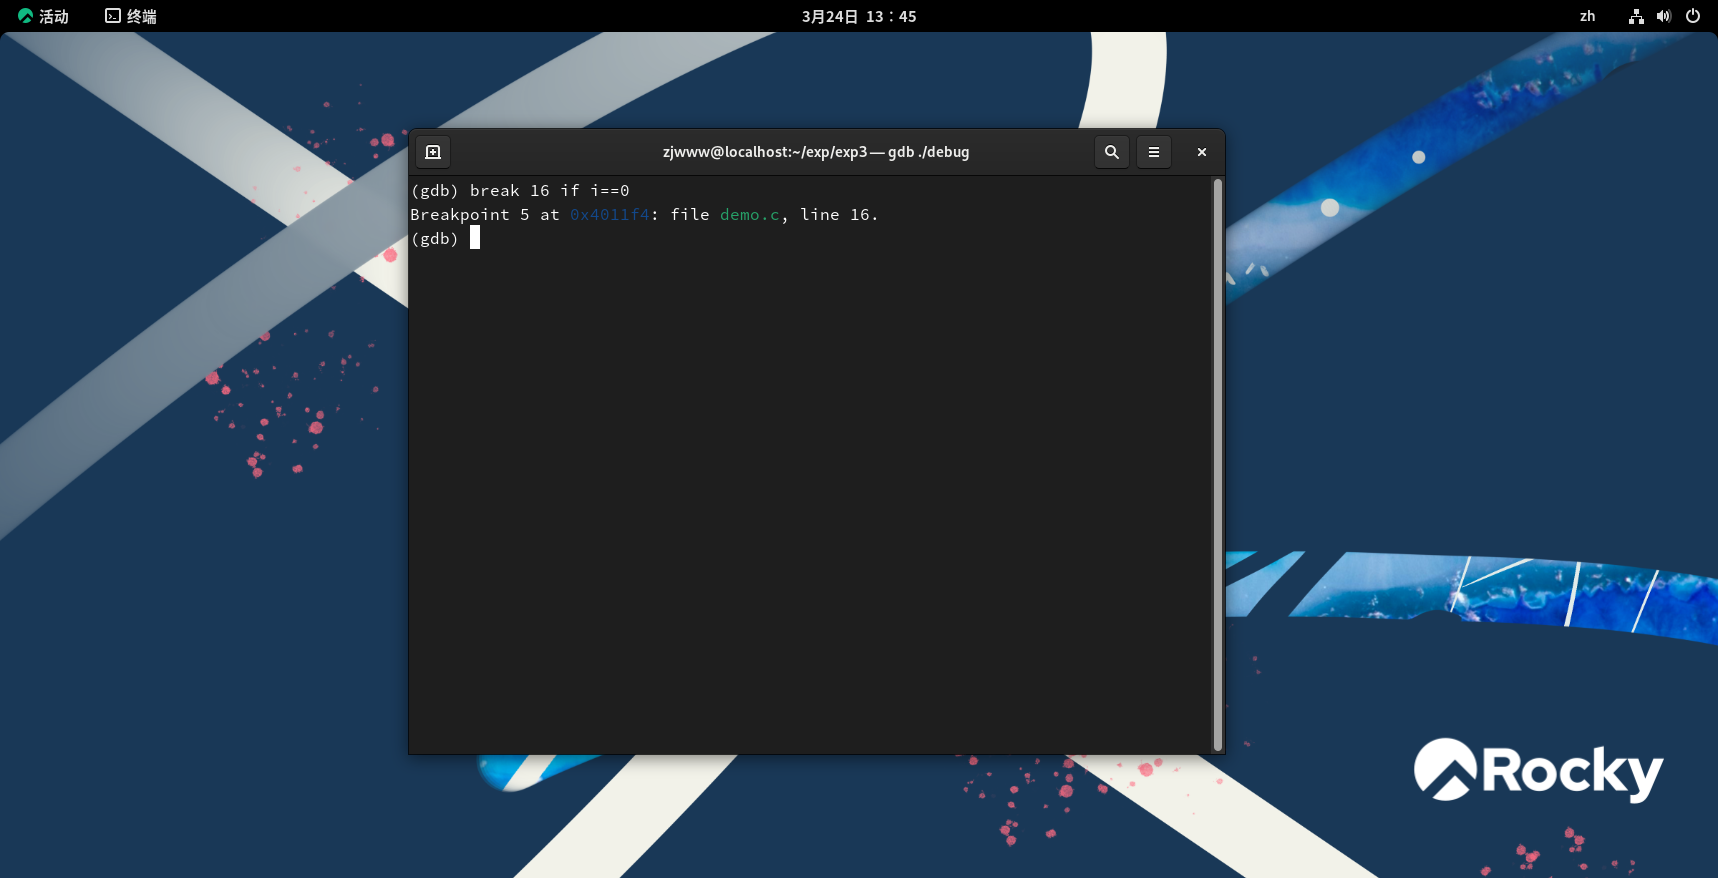 活动 终端 3月24日 13：45 zh
zjwww@localhost:~/exp/exp3 — gdb ./debug
(gdb) break 16 if i==0
Breakpoint 5 at 0x4011f4: file demo.c, line 16.
(gdb)
Rocky